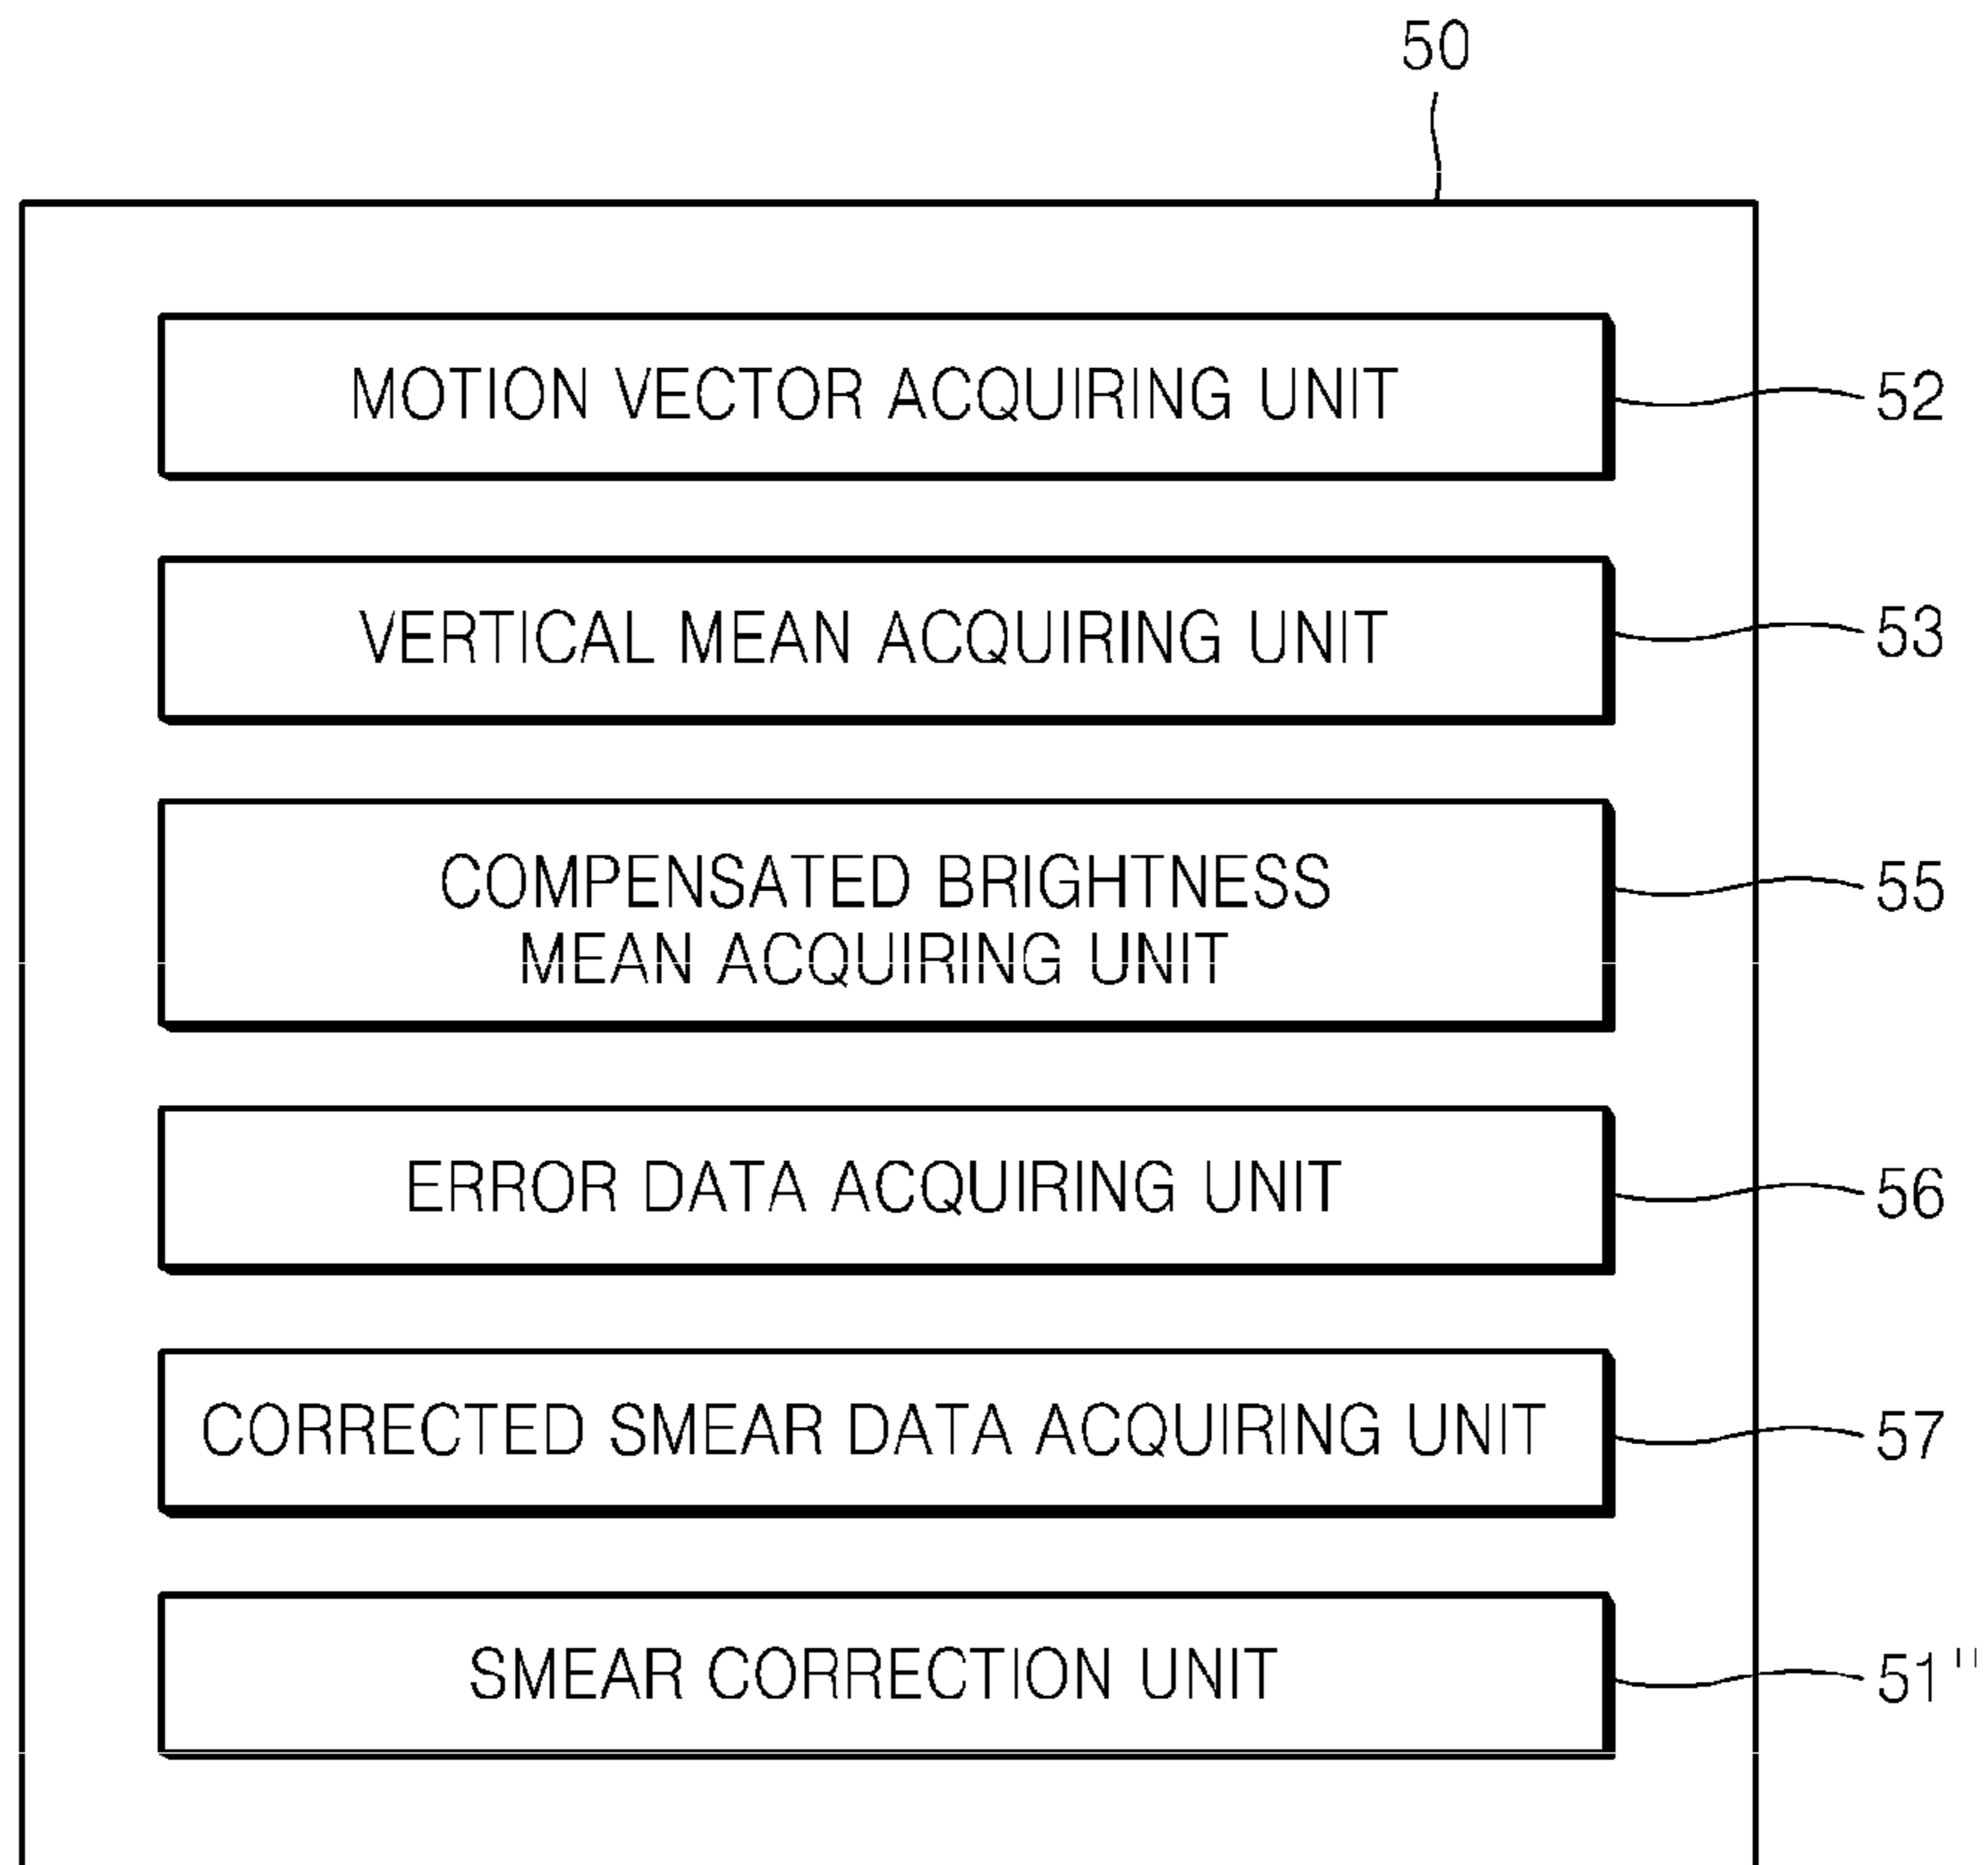 50
MOTION VECTOR ACQUIRING UNIT
52
VERTICAL MEAN ACQUIRING UNIT
53
COMPENSATED BRIGHTNESS
MEAN ACQUIRING UNIT
55
ERROR DATA ACQUIRING UNIT
56
CORRECTED SMEAR DATA ACQUIRING UNIT
57
SMEAR CORRECTION UNIT
51"